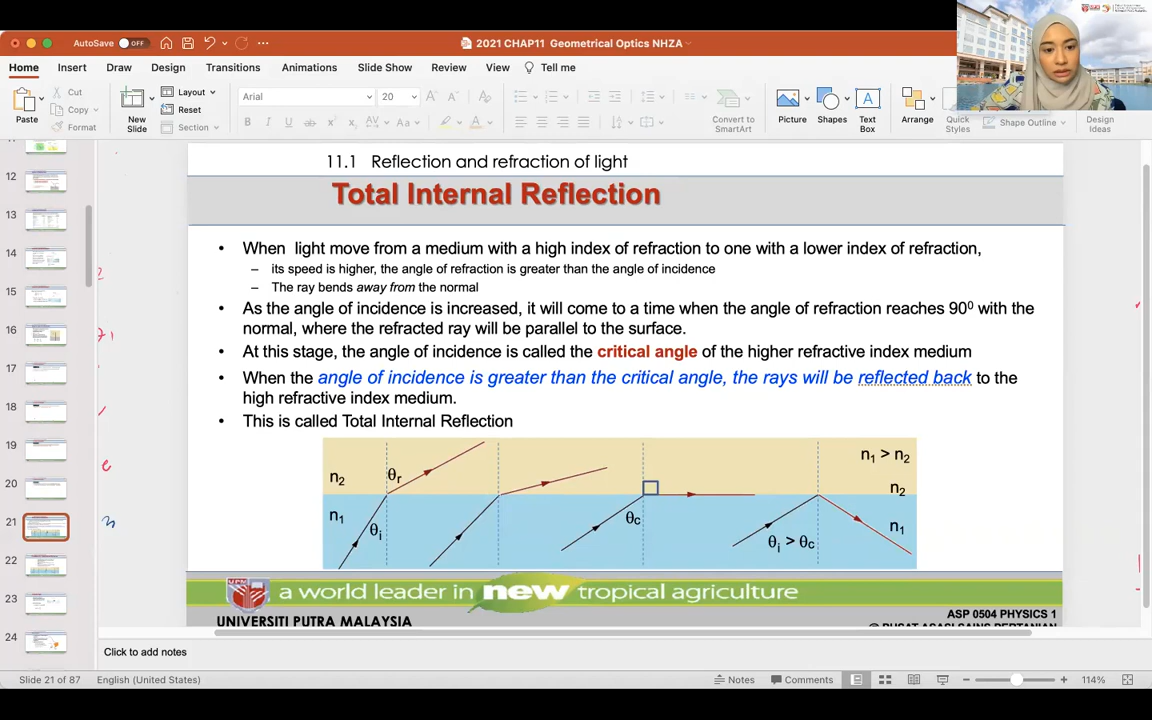 AutoSave OFF
2021 CHAP11 Geometrical Optics NHZA
Home Insert Draw Design Transitions Animations Slide Show Review View Tell me
Paste
Cut
Copy
Format
New Slide
Layout
Reset
Section
Arial 20
Convert to SmartArt
Picture Shapes Text Box Arrange
Styles
Shape Outline
Design Ideas
12
13
14
15
16
17
18
19
20
21
22
23
24
11.1 Reflection and refraction of light
Total Internal Reflection
• When light move from a medium with a high index of refraction to one with a lower index of refraction,
– its speed is higher, the angle of refraction is greater than the angle of incidence
– The ray bends away from the normal
• As the angle of incidence is increased, it will come to a time when the angle of refraction reaches 90⁰ with the
normal, where the refracted ray will be parallel to the surface.
• At this stage, the angle of incidence is called the critical angle of the higher refractive index medium
• When the angle of incidence is greater than the critical angle, the rays will be reflected back to the
high refractive index medium.
• This is called Total Internal Reflection
n₂ θr n₁ > n₂
n₂
n₁ θi θc θi > θc n₁
UPM
a world leader in new tropical agriculture
UNIVERSITI PUTRA MALAYSIA
ASP 0504 PHYSICS 1
Click to add notes
Slide 21 of 87 English (United States) Notes Comments 114%